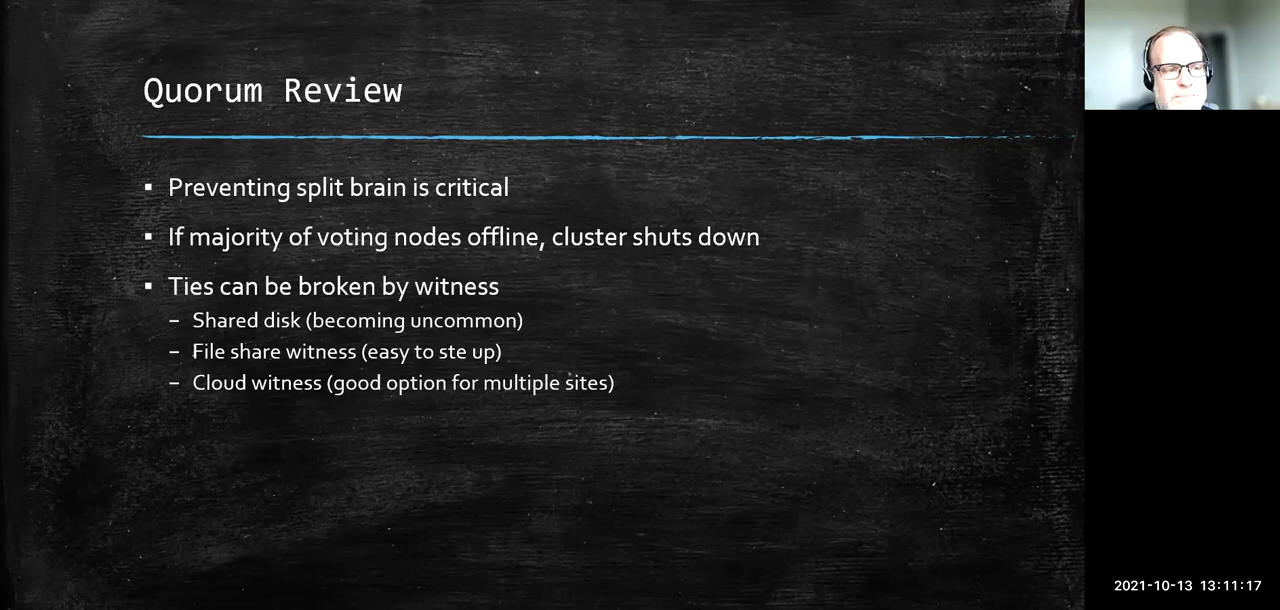 Quorum Review
▪ Preventing split brain is critical
▪ If majority of voting nodes offline, cluster shuts down
▪ Ties can be broken by witness
– Shared disk (becoming uncommon)
– File share witness (easy to ste up)
– Cloud witness (good option for multiple sites)
2021-10-13 13:11:17